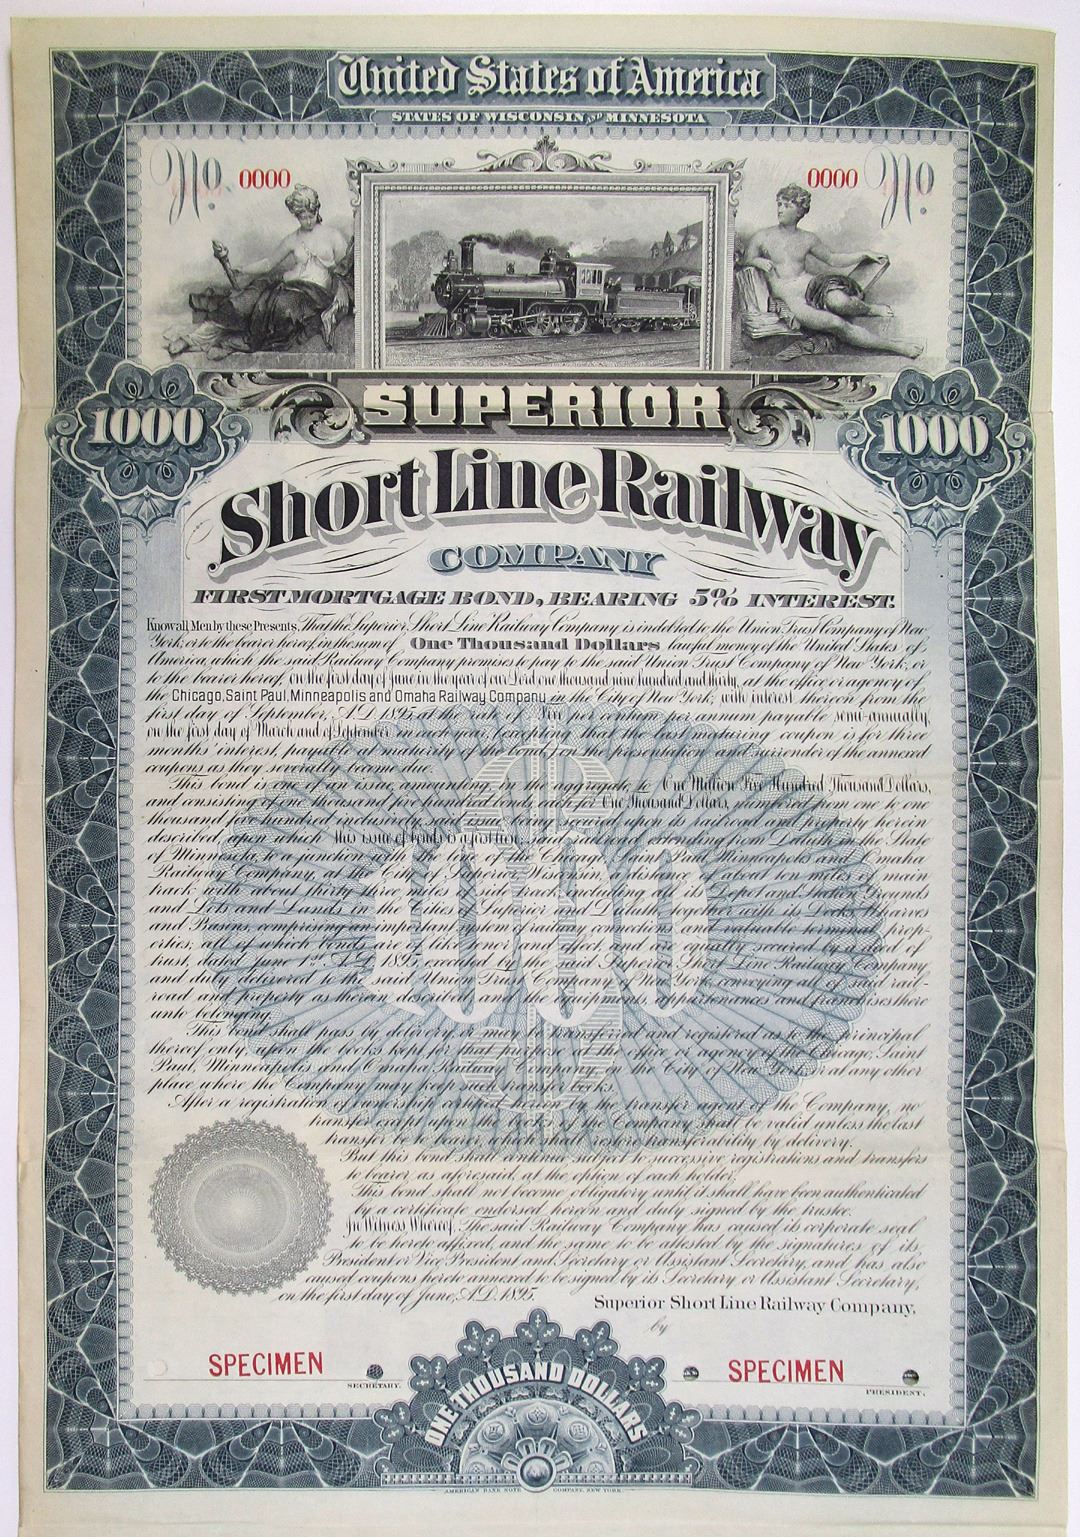 United States of America
STATES OF WISCONSIN AND MINNESOTA
No. 0000
0000 No.
SUPERIOR
1000
1000
Short Line Railway
COMPANY
FIRST MORTGAGE BOND, BEARING 5% INTEREST.
Know all Men by these Presents, That the Superior Short Line Railway Company is indebted to the Union Trust Company of New
York, or to the bearer hereof, in the sum of One Thousand Dollars lawful money of the United States of
America, which the said Railway Company promises to pay to the said Union Trust Company of New York, or
to the bearer hereof, on the first day of June in the year of our Lord one thousand nine hundred and thirty, at the office or agency of
the Chicago, Saint Paul, Minneapolis and Omaha Railway Company in the City of New York, with interest thereon from the
first day of September, A.D. 1895 at the rate of Five per centum per annum payable semi-annually,
on the first day of March and of September in each year, (excepting that the last maturing coupon is for three
months' interest, payable at maturity of the bond,) on the presentation and surrender of the annexed
coupons as they severally become due.
This bond is one of an issue, amounting, in the aggregate, to One Million Five Hundred Thousand Dollars,
and consisting of one thousand five hundred bonds, each for One Thousand Dollars, numbered from one to one
thousand five hundred inclusively, said issue being secured upon its railroad and property herein
described, upon which this issue of bonds is a first lien; said railroad extending from Duluth in the State
of Minnesota, to a junction with the line of the Chicago, Saint Paul, Minneapolis and Omaha
Railway Company, at the City of Superior, Wisconsin, a distance of about ten miles of main
track with about thirty three miles of side track, including all its Depot and Station Grounds
and Lots and Lands in the Cities of Superior and Duluth, together with its Docks, Wharves
and Basins, comprising an important system of railway connections and valuable terminal prop-
erties; all of which bonds are of like tenor and effect, and are equally secured by a deed of
trust, dated June 1st, A.D. 1895, executed by the said Superior Short Line Railway Company
and duly delivered to the said Union Trust Company of New York, conveying all of said rail-
road and property as therein described, and the equipments, appurtenances and franchises there
unto belonging.
This bond shall pass by delivery, or may be transferred and registered as to the principal
thereof only, upon the books kept for that purpose at the office or agency of the Chicago, Saint
Paul, Minneapolis and Omaha Railway Company in the City of New York, or at any other
place where the Company may keep such transfer books.
After a registration of ownership certified hereon by the transfer agent of the Company, no
transfer except upon the books of the Company shall be valid unless the last
transfer be to bearer, which shall restore transferability by delivery.
But this bond shall continue subject to successive registrations and transfers
to bearer, as aforesaid, at the option of each holder.
This bond shall not become obligatory until it shall have been authenticated
by a certificate endorsed hereon and duly signed by the trustee.
In Witness Whereof, The said Railway Company has caused its corporate seal
to be hereto affixed, and the same to be attested by the signatures of its
President or Vice President and Secretary or Assistant Secretary, and has also
caused coupons hereto annexed to be signed by its Secretary or Assistant Secretary,
on the first day of June, A.D. 1895.
Superior Short Line Railway Company,
by
SPECIMEN
SECRETARY.
SPECIMEN
PRESIDENT.
ONE THOUSAND DOLLARS
1000
AMERICAN BANK NOTE COMPANY, NEW YORK.